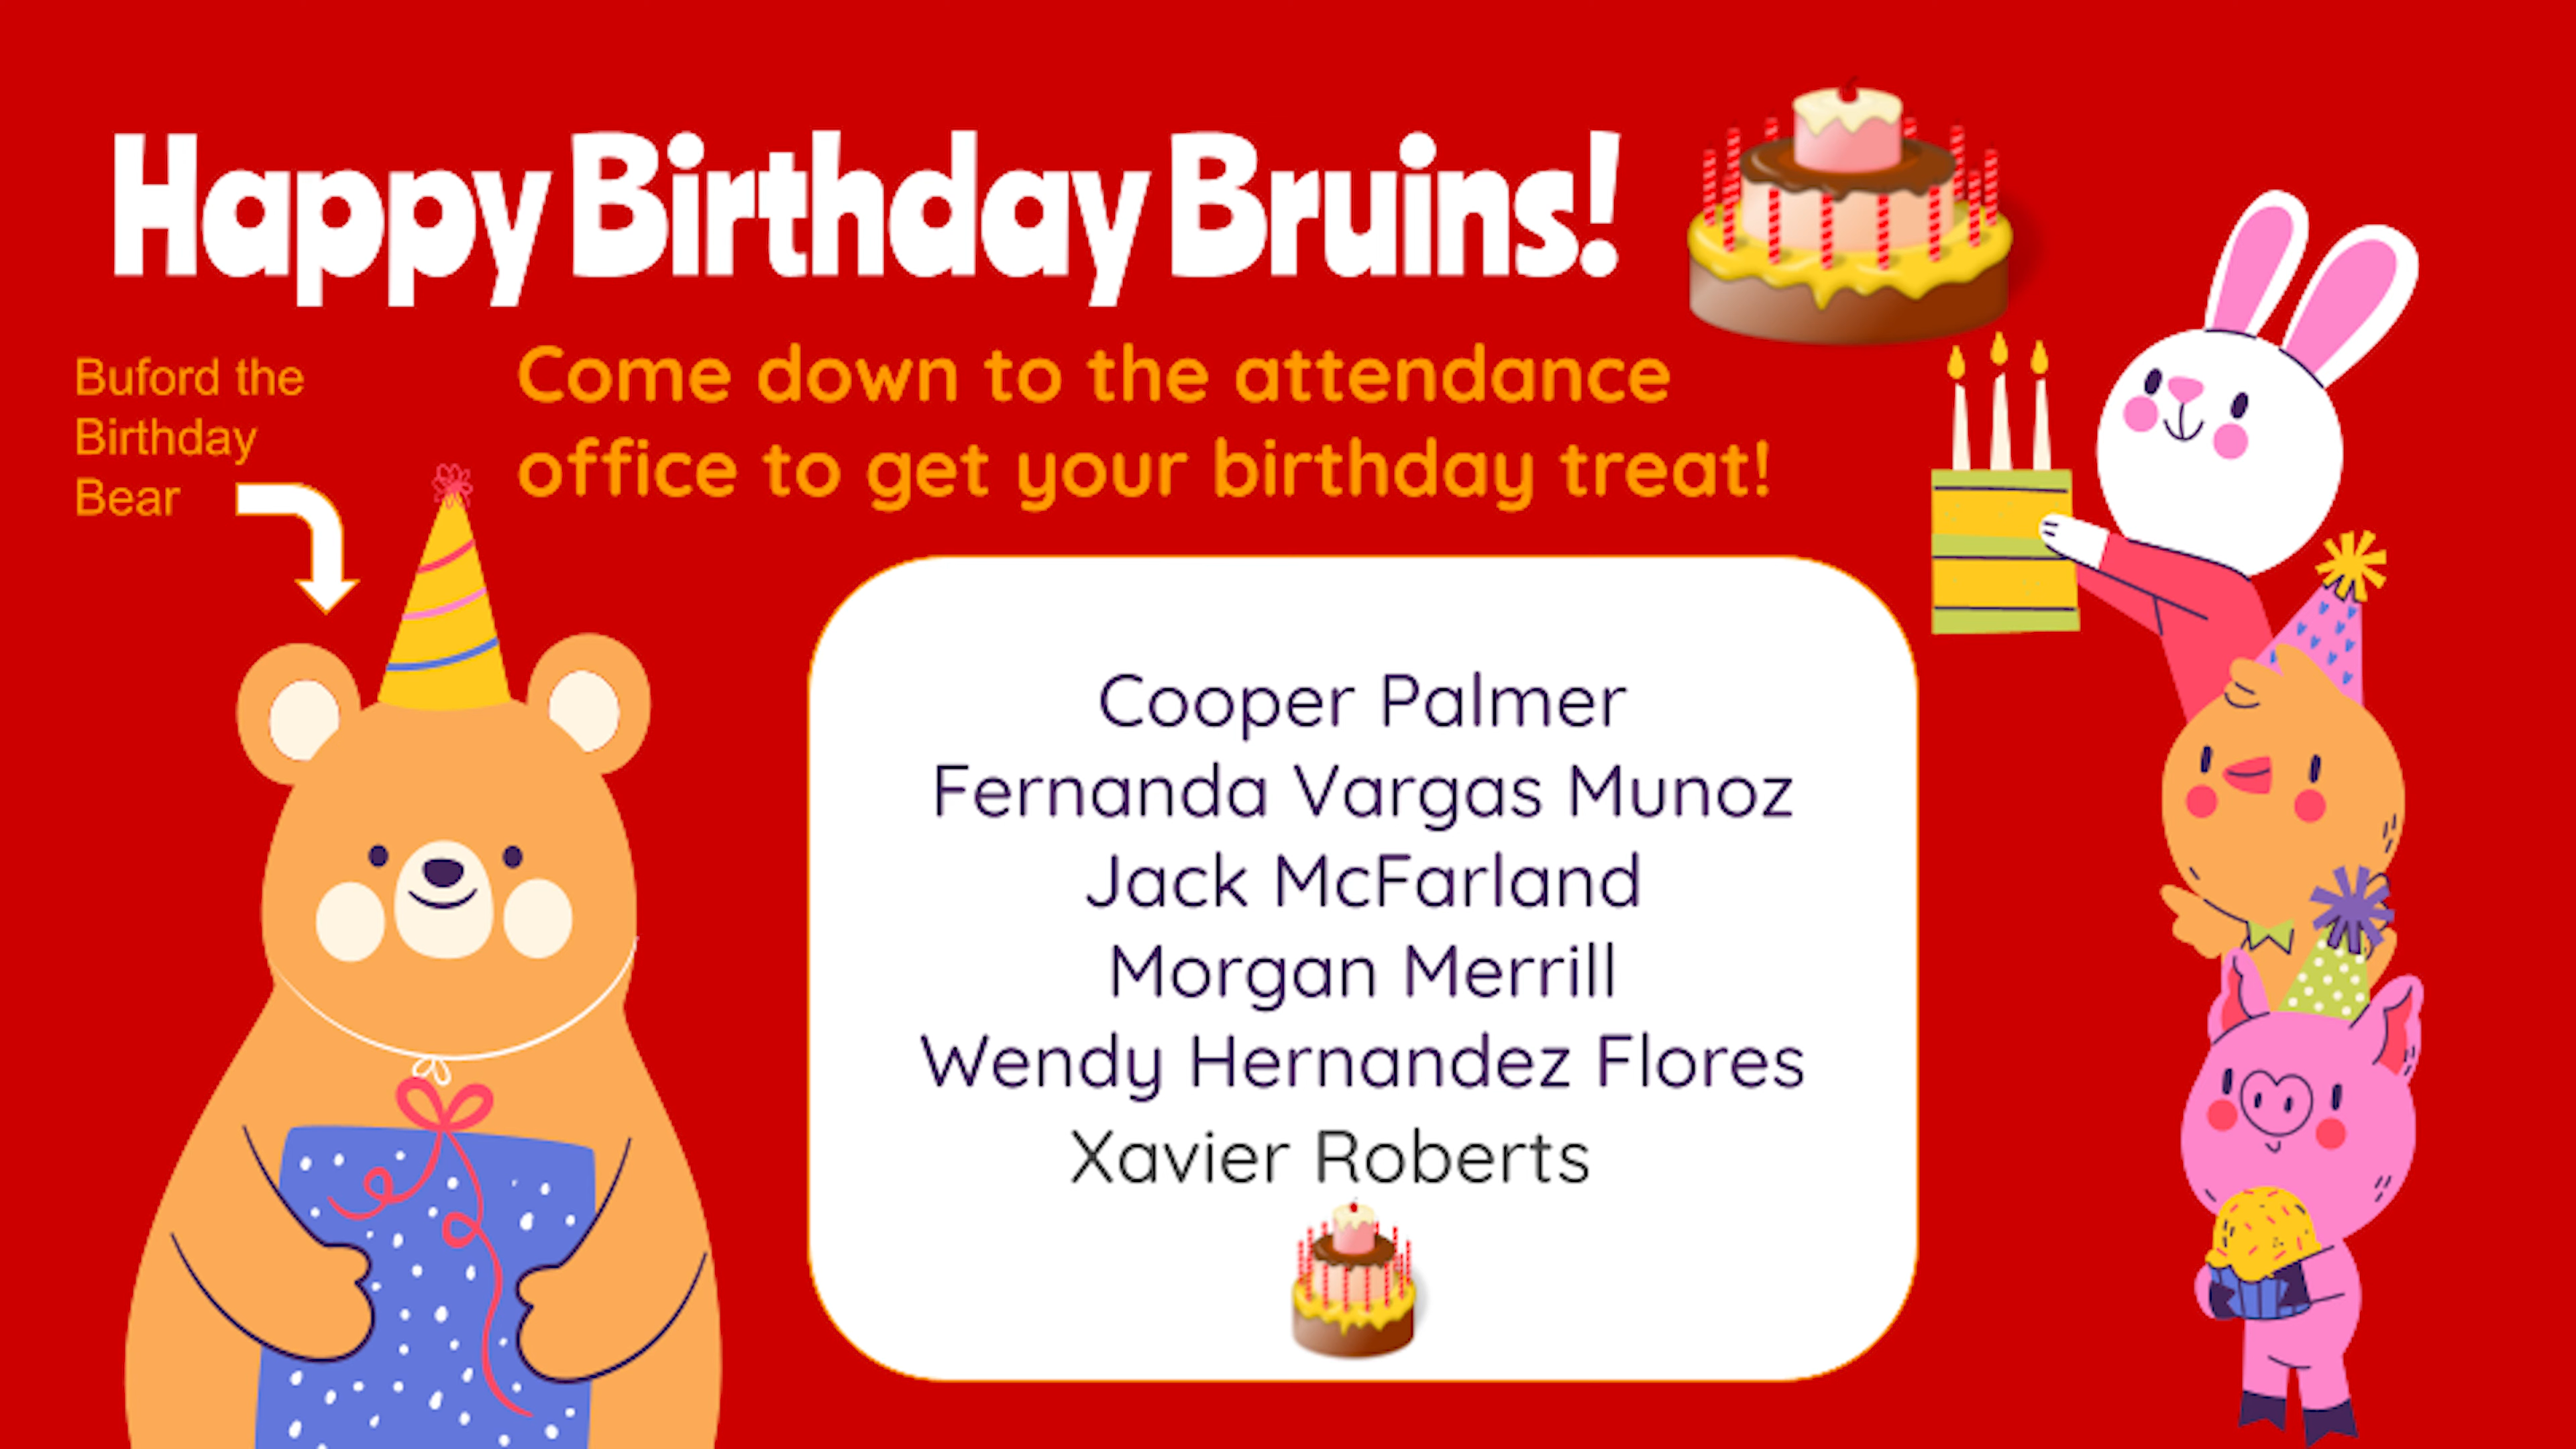 Happy Birthday Bruins!
Buford the
Birthday
Bear
Come down to the attendance
office to get your birthday treat!
Cooper Palmer
Fernanda Vargas Munoz
Jack McFarland
Morgan Merrill
Wendy Hernandez Flores
Xavier Roberts